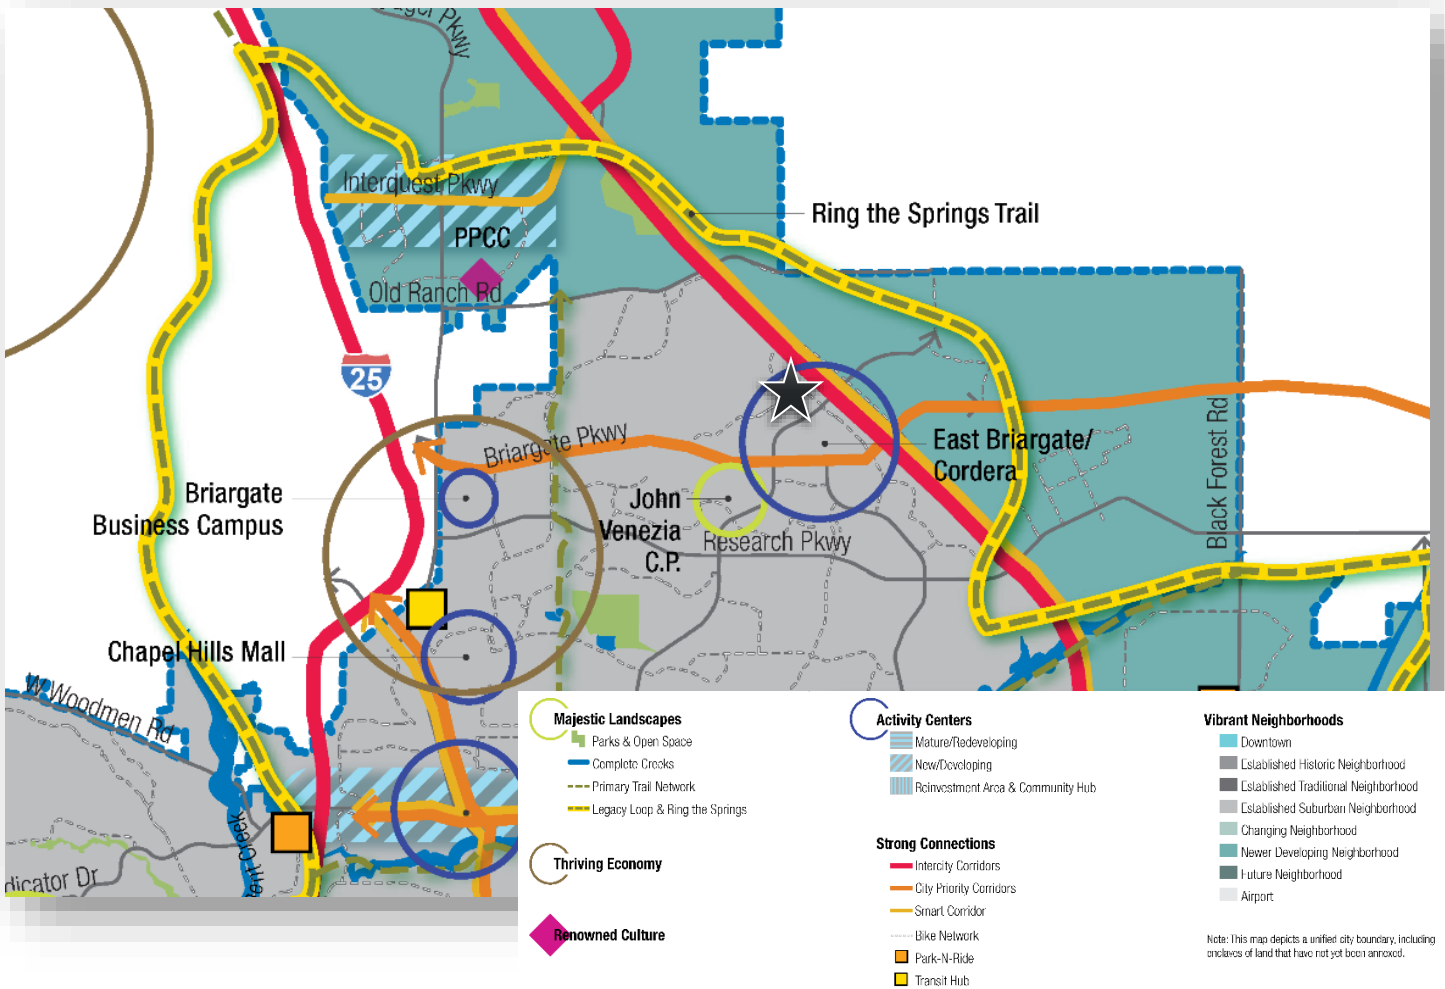 ager Pkwy
Interquest Pkwy
PPCC
Old Ranch Rd
Ring the Springs Trail
25
Briargate Pkwy
East Briargate/
Cordera
Black Forest Rd
Briargate
Business Campus
John
Venezia
C.P.
Research Pkwy
Chapel Hills Mall
W Woodmen Rd
dicator Dr
ent Creek
Majestic Landscapes
Parks & Open Space
Complete Creeks
Primary Trail Network
Legacy Loop & Ring the Springs
Thriving Economy
Renowned Culture
Activity Centers
Mature/Redeveloping
New/Developing
Reinvestment Area & Community Hub
Strong Connections
Intercity Corridors
City Priority Corridors
Smart Corridor
Bike Network
Park-N-Ride
Transit Hub
Vibrant Neighborhoods
Downtown
Established Historic Neighborhood
Established Traditional Neighborhood
Established Suburban Neighborhood
Changing Neighborhood
Newer Developing Neighborhood
Future Neighborhood
Airport
Note: This map depicts a unified city boundary, including
enclaves of land that have not yet been annexed.